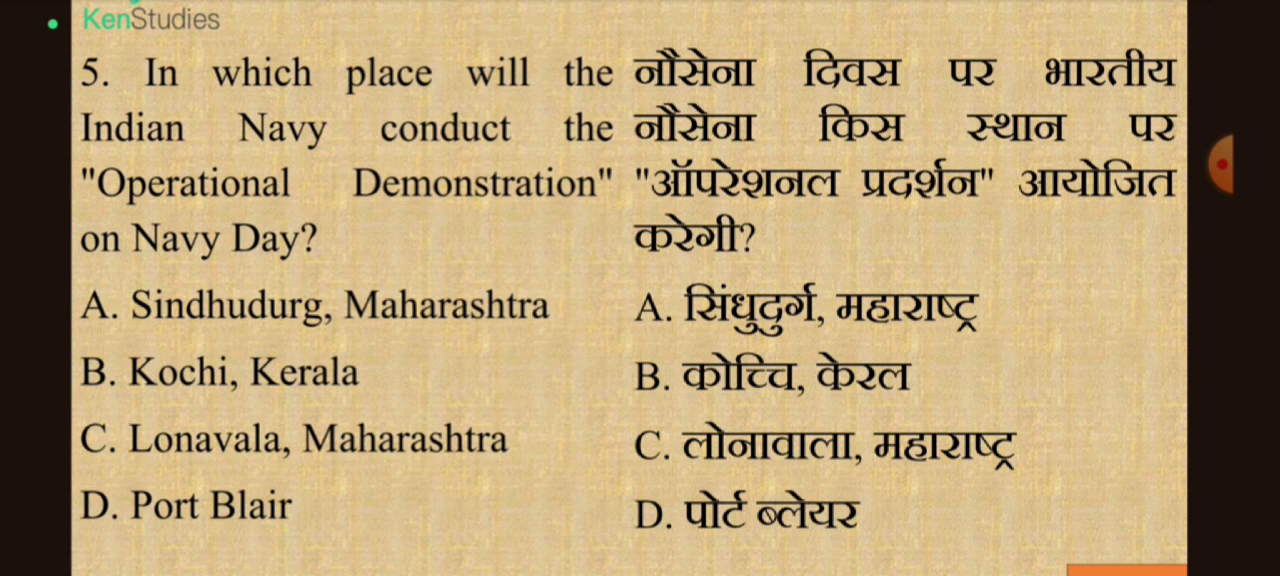 KenStudies
5. In which place will the
Indian Navy conduct the
"Operational Demonstration"
on Navy Day?
A. Sindhudurg, Maharashtra
B. Kochi, Kerala
C. Lonavala, Maharashtra
D. Port Blair
नौसेना दिवस पर भारतीय
नौसेना किस स्थान पर
"ऑपरेशनल प्रदर्शन" आयोजित
करेगी?
A. सिंधुदुर्ग, महाराष्ट्र
B. कोच्चि, केरल
C. लोनावाला, महाराष्ट्र
D. पोर्ट ब्लेयर